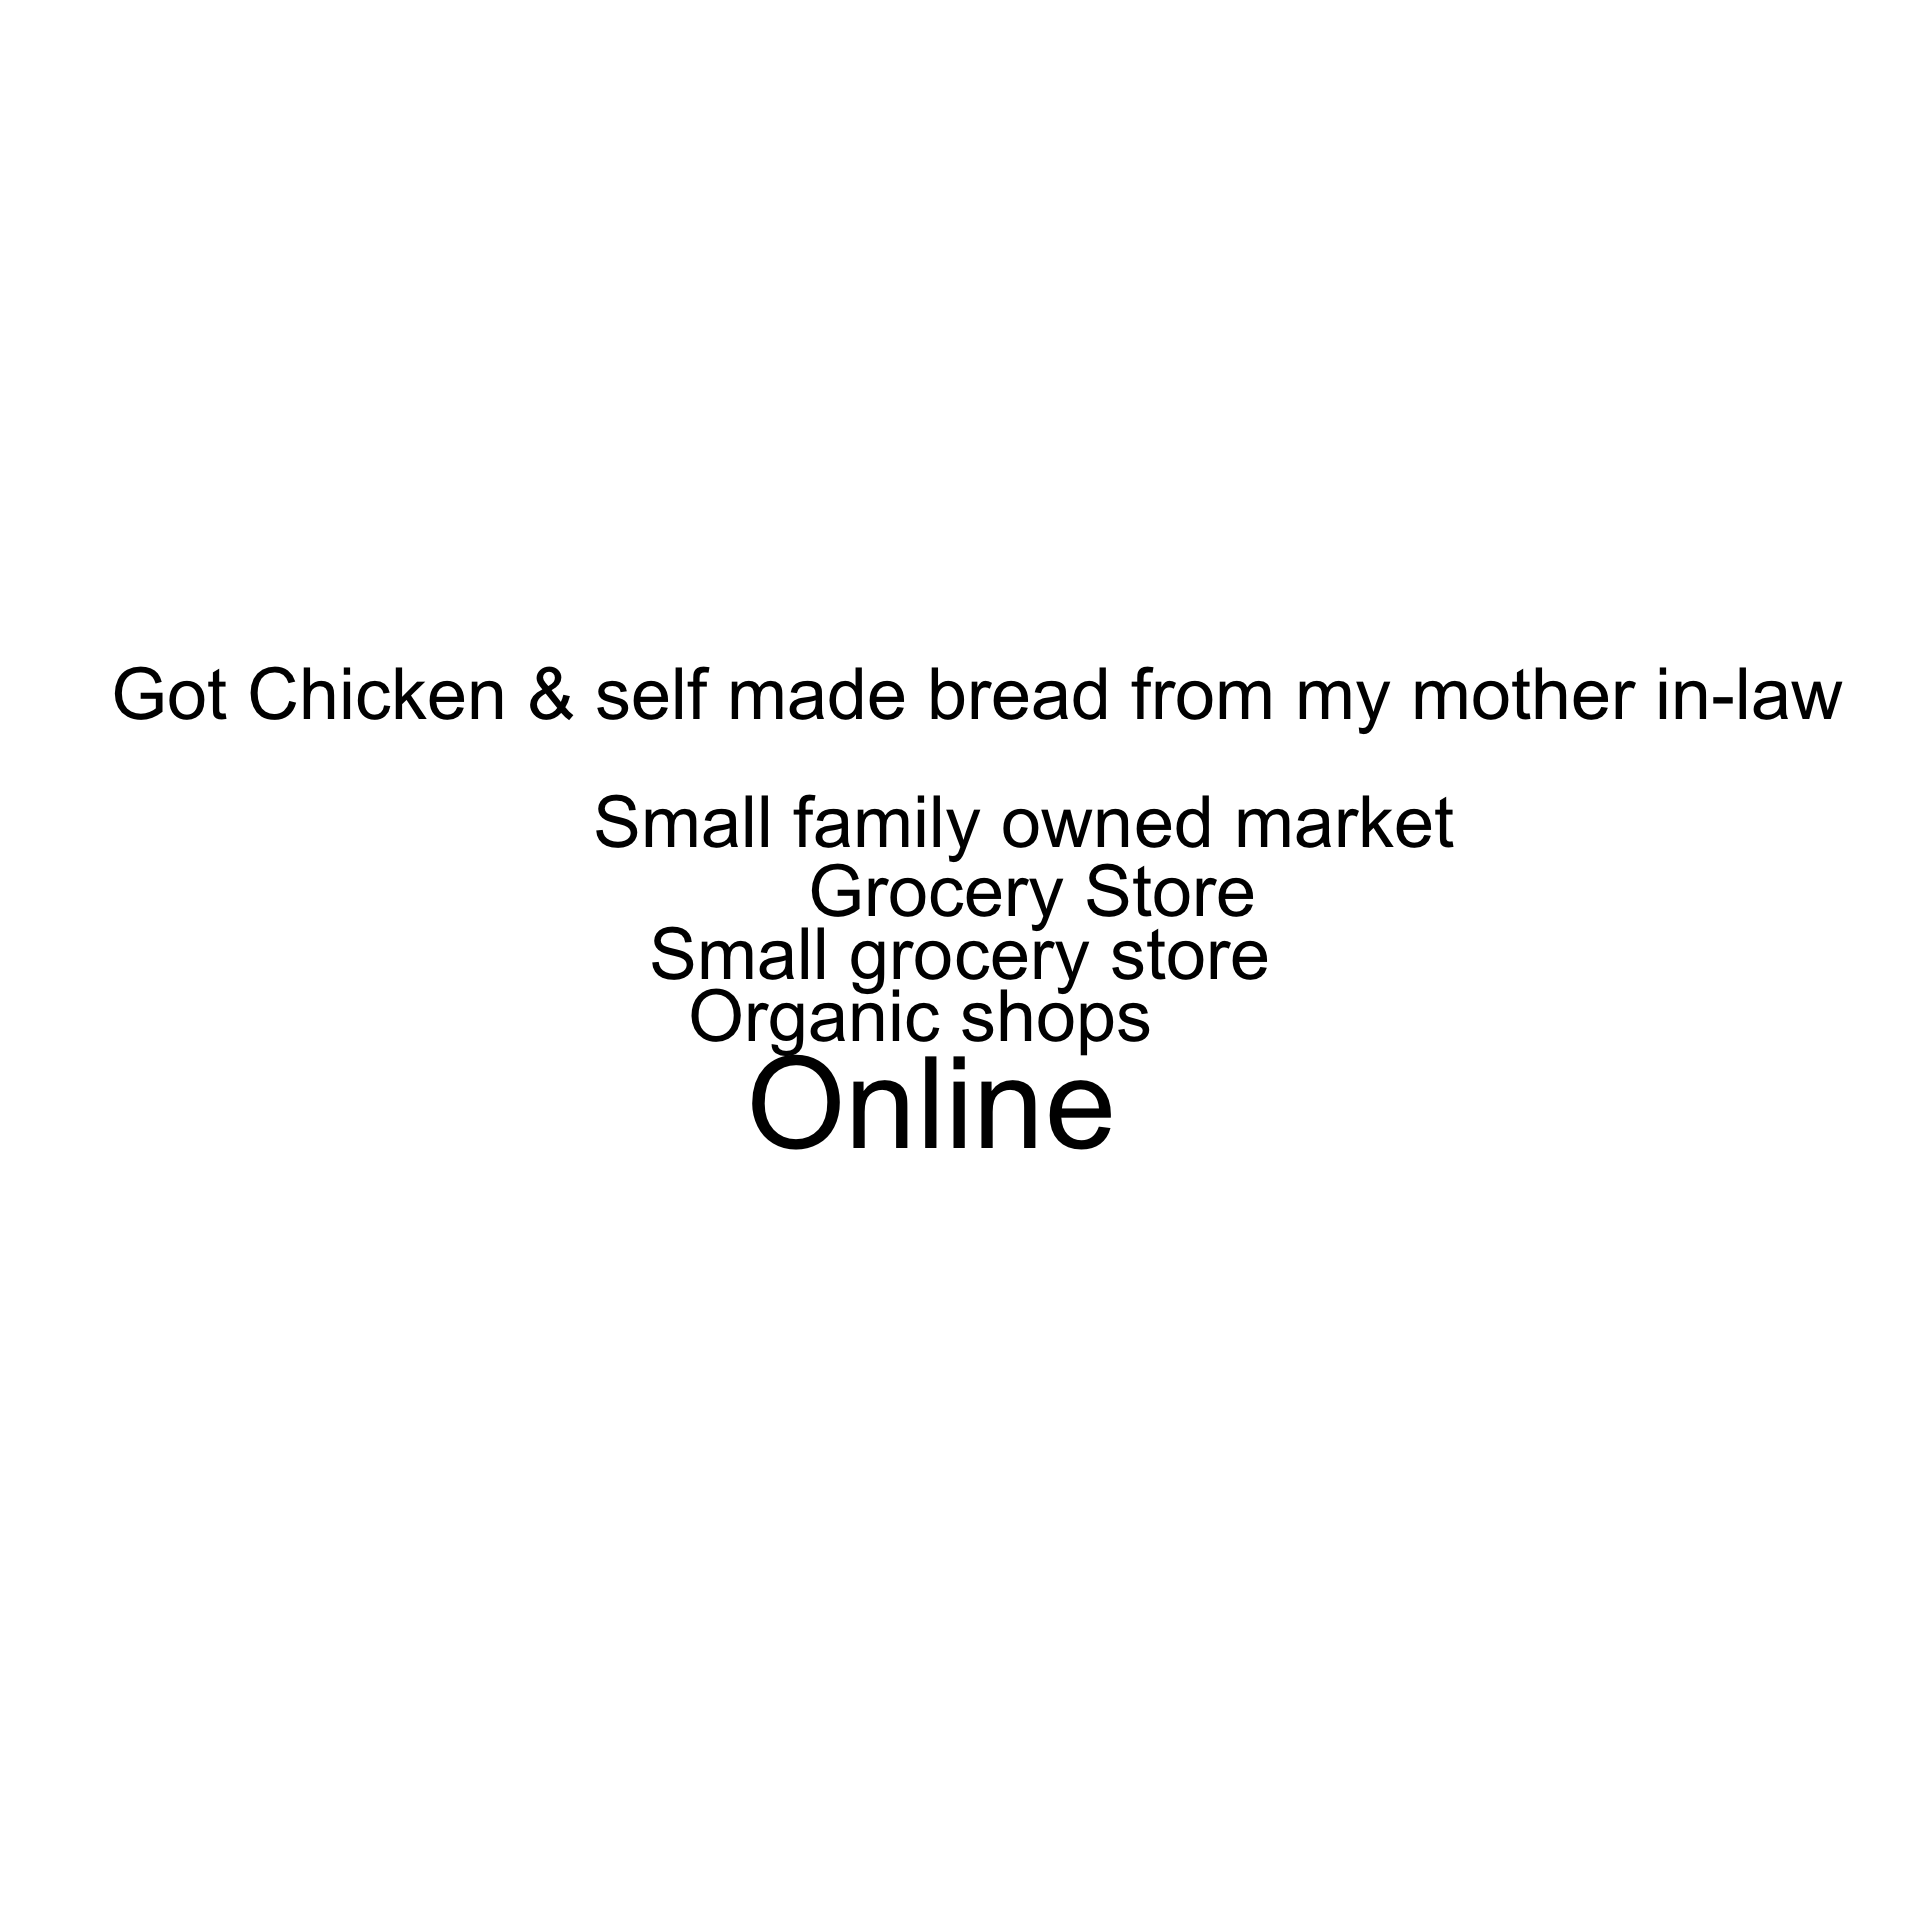 Got Chicken & self made bread from my mother in-law
Small family owned market
Grocery Store
Small grocery store
Organic shops
Online